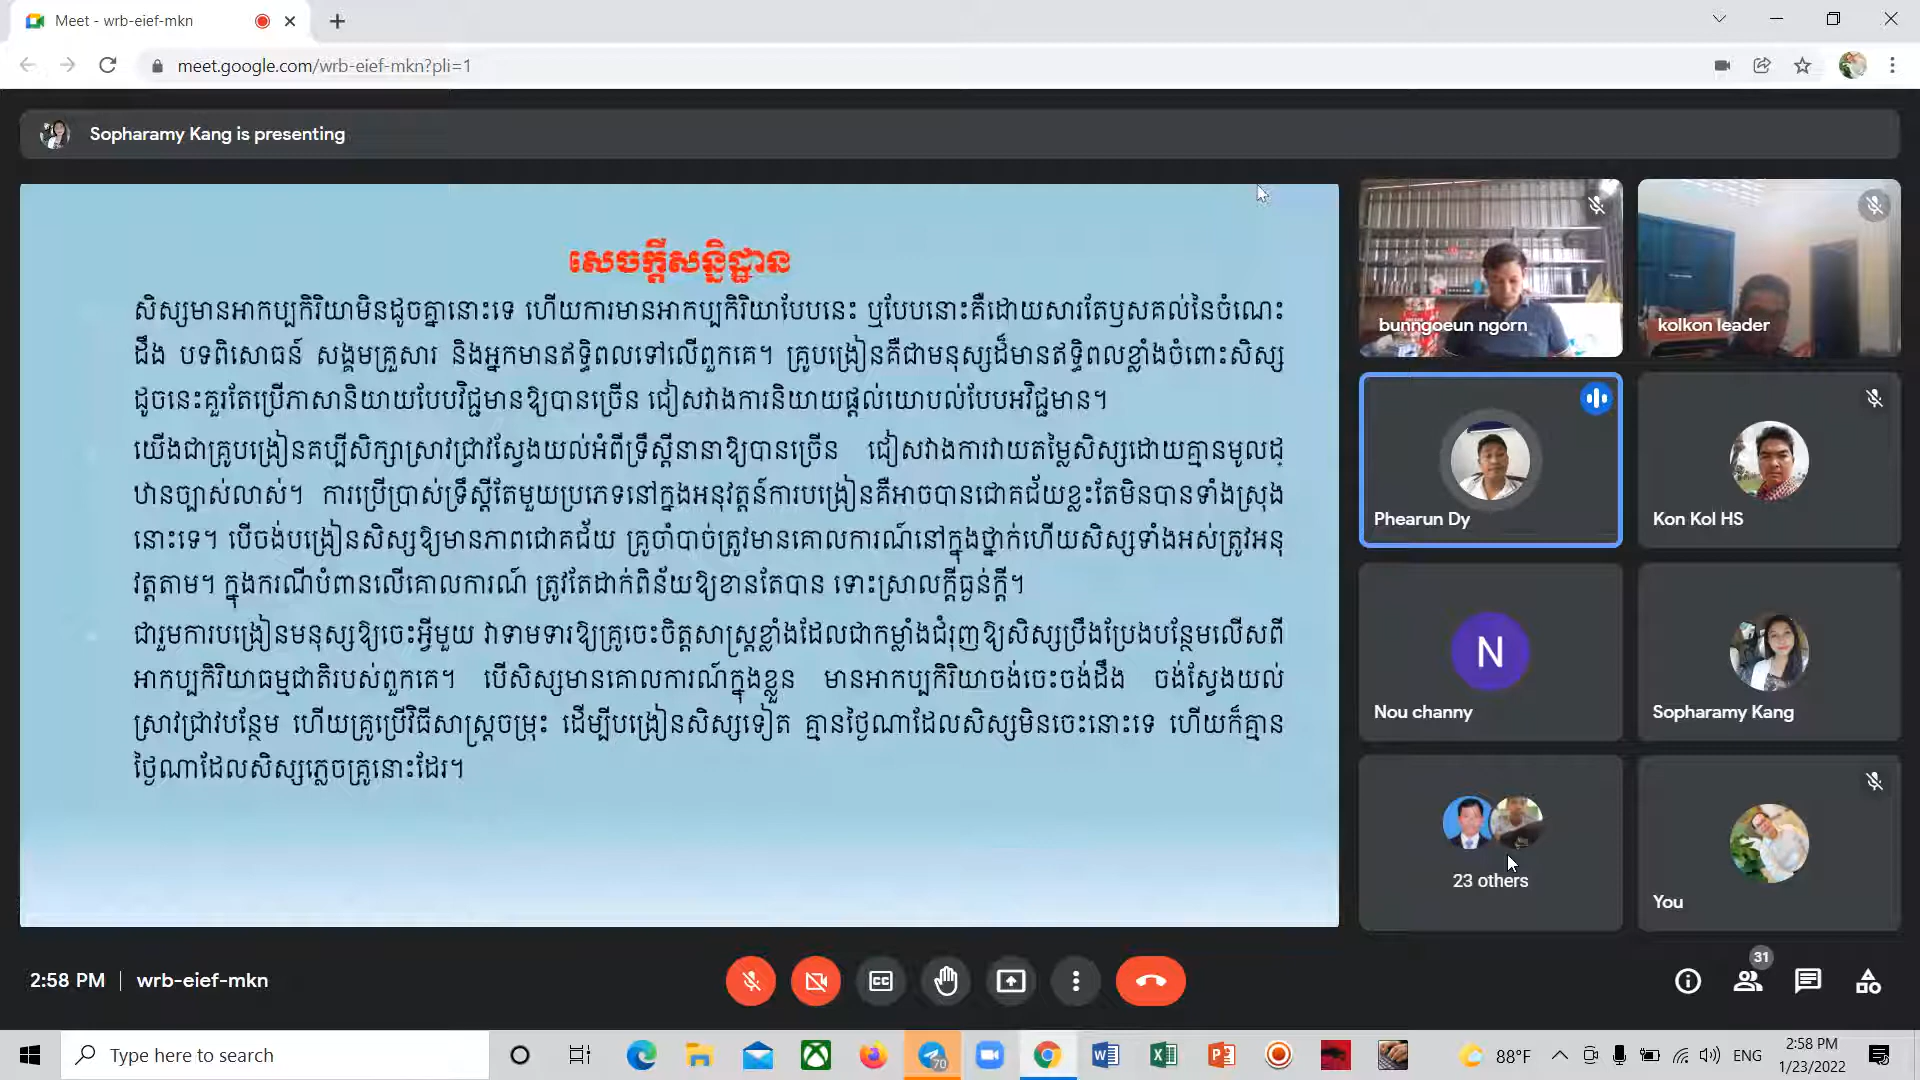 Meet - wrb-eief-mkn
meet.google.com/wrb-eief-mkn?pli=1
Sopharamy Kang is presenting
សេចក្តីសន្និដ្ឋាន
សិស្សមានអាកប្បកិរិយាមិនដូចគ្នានោះទេ ហើយការមានអាកប្បកិរិយាបែបនេះ ឬបែបនោះគឺដោយសារតែឫសគល់នៃចំណេះ
ដឹង បទពិសោធន៍ សង្គមគ្រួសារ និងអ្នកមានឥទ្ធិពលទៅលើពួកគេ។ គ្រូបង្រៀនគឺជាមនុស្សដ៏មានឥទ្ធិពលខ្លាំងចំពោះសិស្ស
ដូចនេះគួរតែប្រើភាសានិយាយបែបវិជ្ជមានឱ្យបានច្រើន ជៀសវាងការនិយាយផ្តល់យោបល់បែបអវិជ្ជមាន។
យើងជាគ្រូបង្រៀនគប្បីសិក្សាស្រាវជ្រាវស្វែងយល់អំពីទ្រឹស្តីនានាឱ្យបានច្រើន ជៀសវាងការវាយតម្លៃសិស្សដោយគ្មានមូលដ្
ឋានច្បាស់លាស់។ ការប្រើប្រាស់ទ្រឹស្តីតែមួយប្រភេទនៅក្នុងអនុវត្តន៍ការបង្រៀនគឺអាចបានជោគជ័យខ្លះតែមិនបានទាំងស្រុង
នោះទេ។ បើចង់បង្រៀនសិស្សឱ្យមានភាពជោគជ័យ គ្រូចាំបាច់ត្រូវមានគោលការណ៍នៅក្នុងថ្នាក់ហើយសិស្សទាំងអស់ត្រូវអនុ
វត្តតាម។ ក្នុងករណីបំពានលើគោលការណ៍ ត្រូវតែដាក់ពិន័យឱ្យខានតែបាន ទោះស្រាលក្តីធ្ងន់ក្តី។
ជារួមការបង្រៀនមនុស្សឱ្យចេះអ្វីមួយ វាទាមទារឱ្យគ្រូចេះចិត្តសាស្ត្រខ្លាំងដែលជាកម្លាំងជំរុញឱ្យសិស្សប្រឹងប្រែងបន្ថែមលើសពី
អាកប្បកិរិយាធម្មជាតិរបស់ពួកគេ។ បើសិស្សមានគោលការណ៍ក្នុងខ្លួន មានអាកប្បកិរិយាចង់ចេះចង់ដឹង ចង់ស្វែងយល់
ស្រាវជ្រាវបន្ថែម ហើយគ្រូប្រើវិធីសាស្ត្រចម្រុះ ដើម្បីបង្រៀនសិស្សទៀត គ្មានថ្ងៃណាដែលសិស្សមិនចេះនោះទេ ហើយក៏គ្មាន
ថ្ងៃណាដែលសិស្សភ្លេចគ្រូនោះដែរ។
bunngoeun ngorn
kolkon leader
Phearun Dy
Kon Kol HS
N
Nou channy
Sopharamy Kang
23 others
You
2:58 PM | wrb-eief-mkn
CC
31
Type here to search
70
88°F
ENG
2:58 PM
1/23/2022